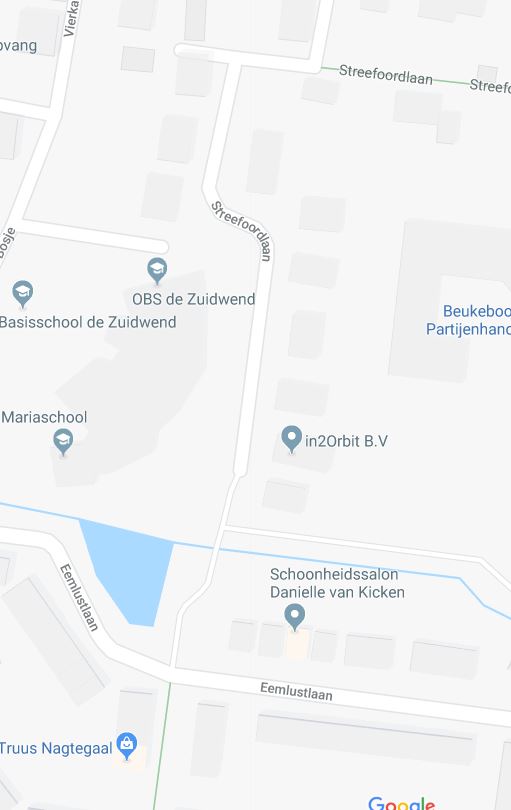 Vierka
ovang
Streefoordlaan
Streefo
Streefoordlaan
Bosje
OBS de Zuidwend
Basisschool de Zuidwend
Beukeboo
Partijenhand
Mariaschool
in2Orbit B.V
Schoonheidssalon
Danielle van Kicken
Eemlustlaan
Eemlustlaan
Truus Nagtegaal
Google